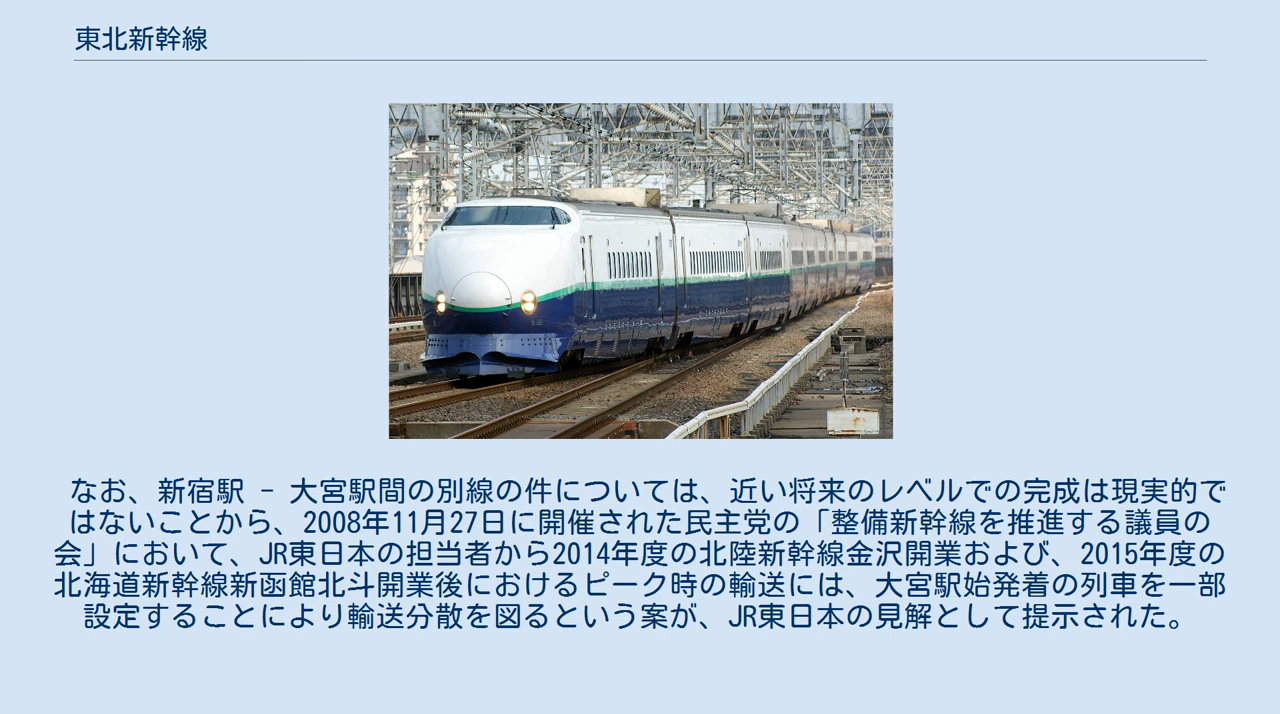 東北新幹線
なお、新宿駅 - 大宮駅間の別線の件については、近い将来のレベルでの完成は現実的で
はないことから、2008年11月27日に開催された民主党の「整備新幹線を推進する議員の
会」において、JR東日本の担当者から2014年度の北陸新幹線金沢開業および、2015年度の
北海道新幹線新函館北斗開業後におけるピーク時の輸送には、大宮駅始発着の列車を一部
設定することにより輸送分散を図るという案が、JR東日本の見解として提示された。